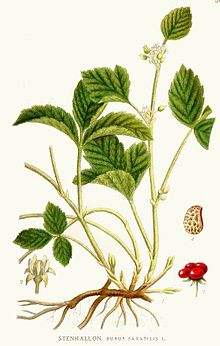 STENHALLON, RUBUS SAXATILIS L.